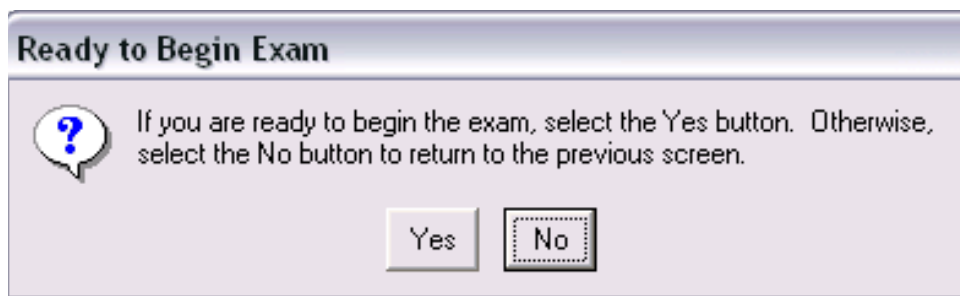 Ready to Begin Exam
If you are ready to begin the exam, select the Yes button.  Otherwise,
select the No button to return to the previous screen.
Yes No